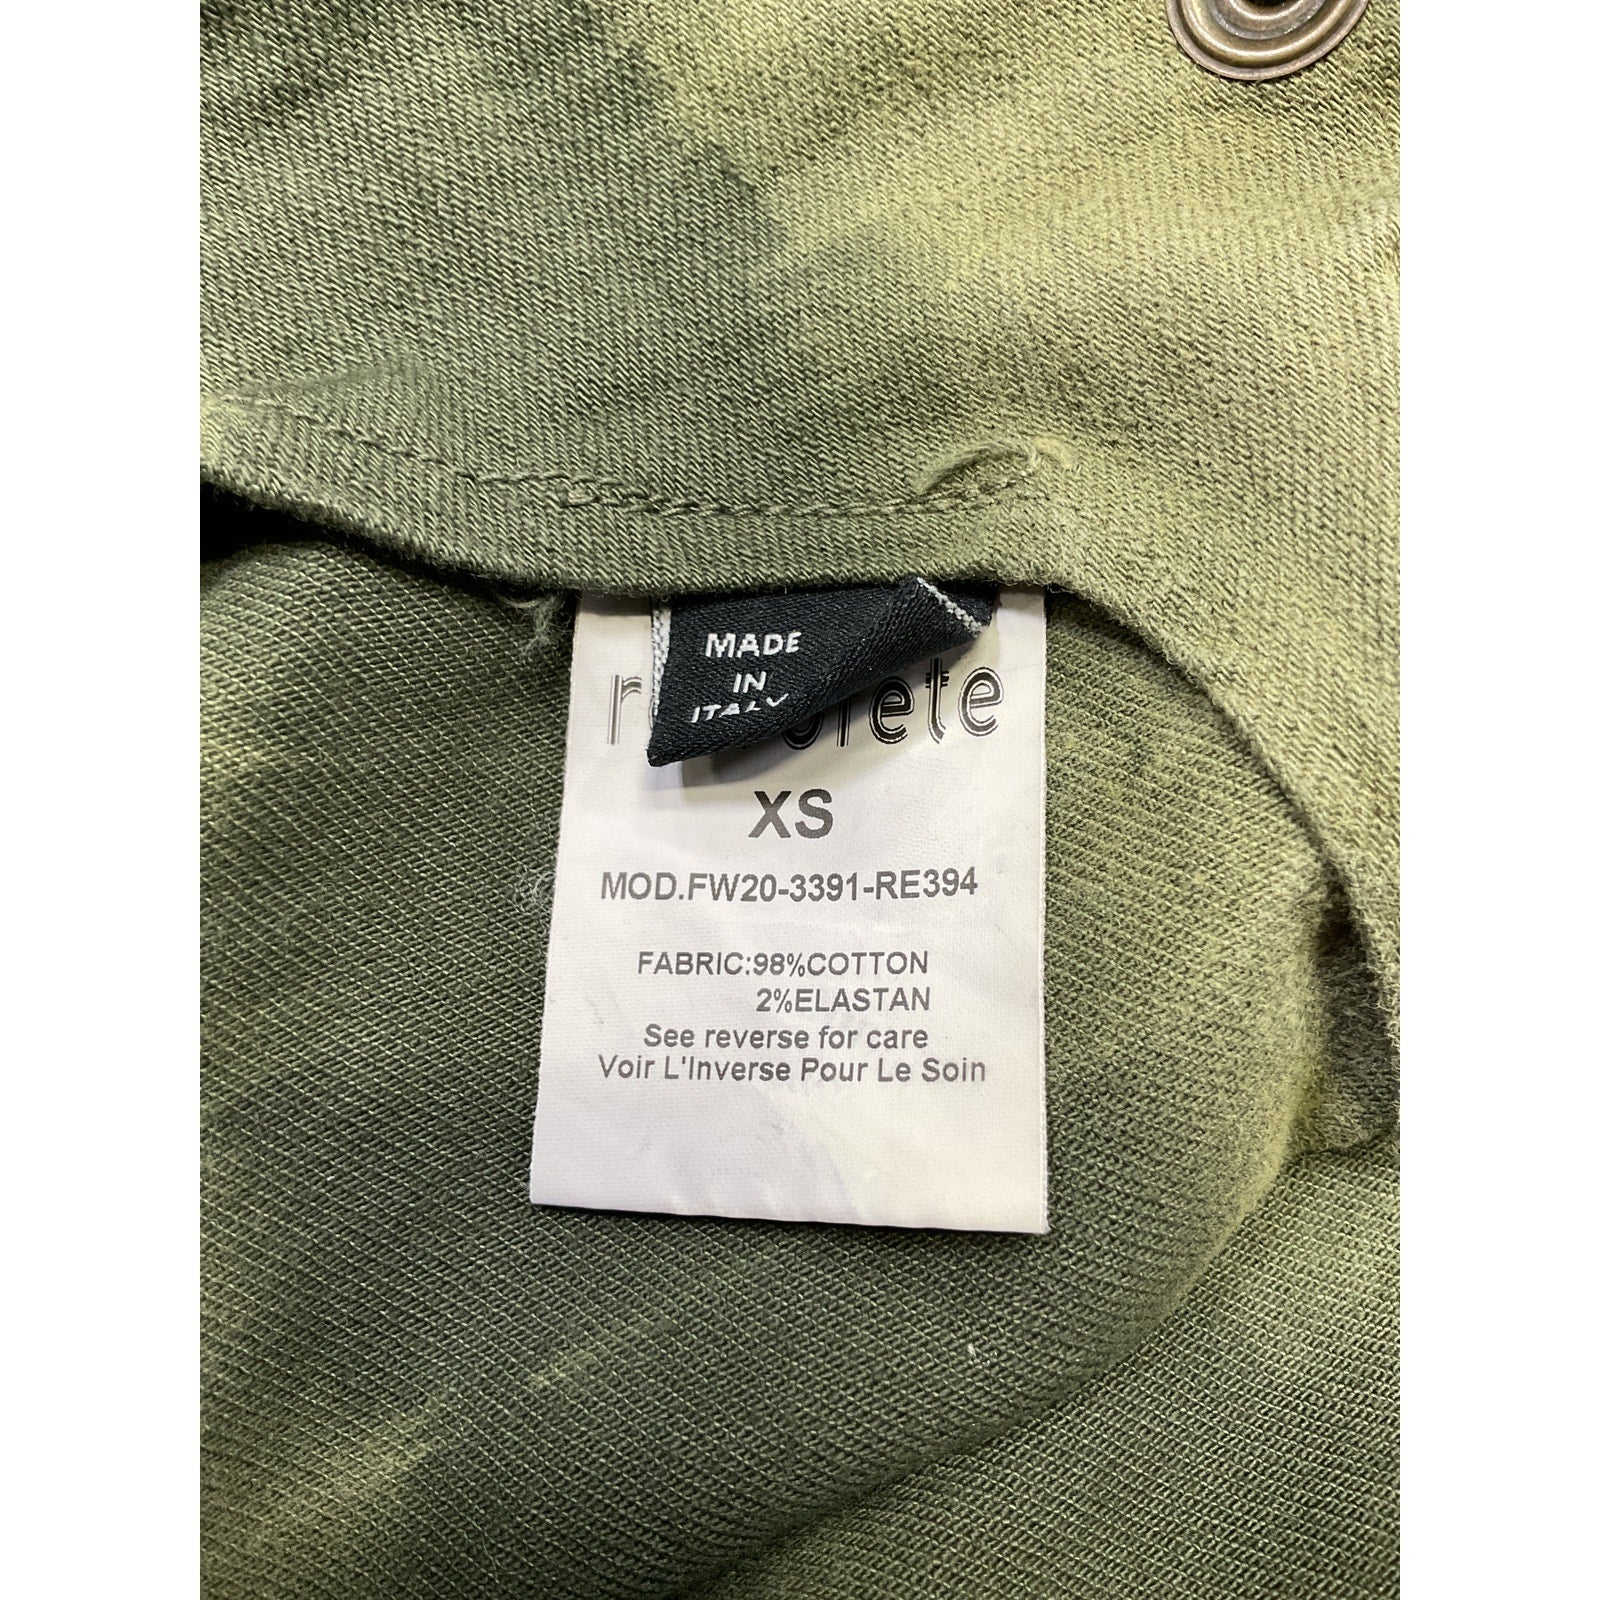 MADE
IN
ITALY
XS
MOD.FW20-3391-RE394
FABRIC:98%COTTON
2%ELASTAN
See reverse for care
Voir L'Inverse Pour Le Soin